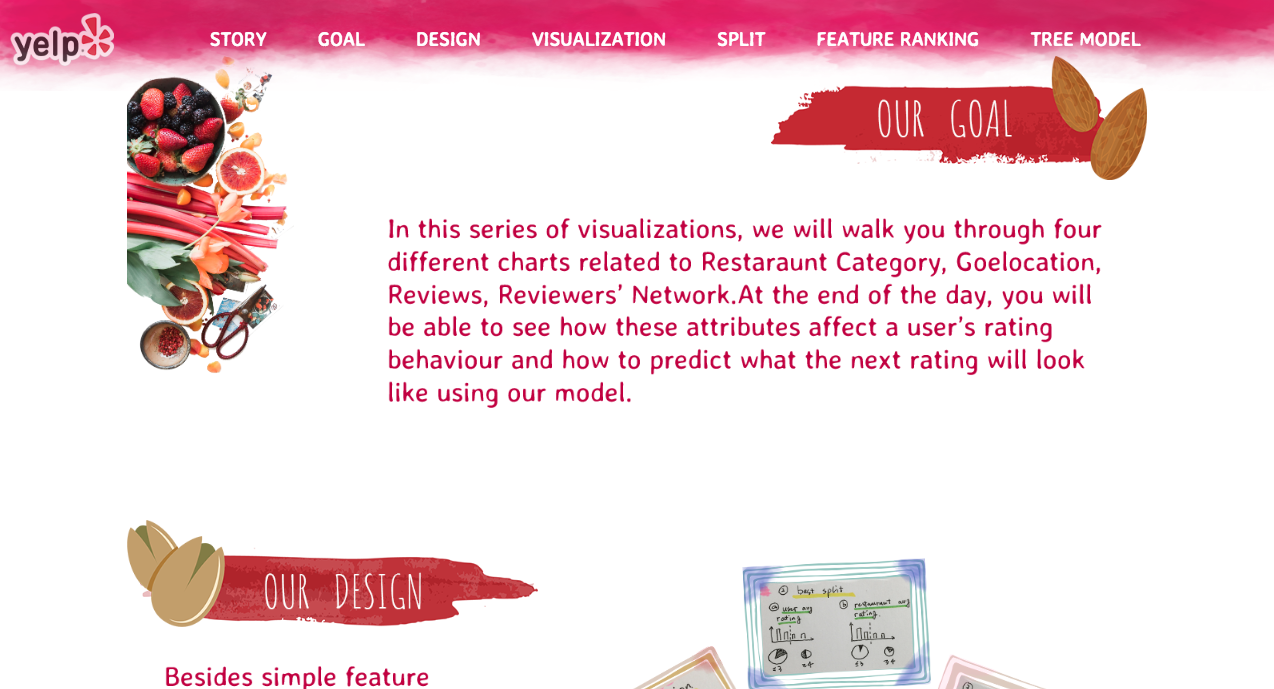 yelp
STORY GOAL DESIGN VISUALIZATION SPLIT FEATURE RANKING TREE MODEL
OUR GOAL
In this series of visualizations, we will walk you through four
different charts related to Restaraunt Category, Goelocation,
Reviews, Reviewers’ Network.At the end of the day, you will
be able to see how these attributes affect a user’s rating
behaviour and how to predict what the next rating will look
like using our model.
OUR DESIGN
Besides simple feature
② best split
ⓐ user avg
rating
ⓑ restaurant avg
rating
≤3
≤3
③